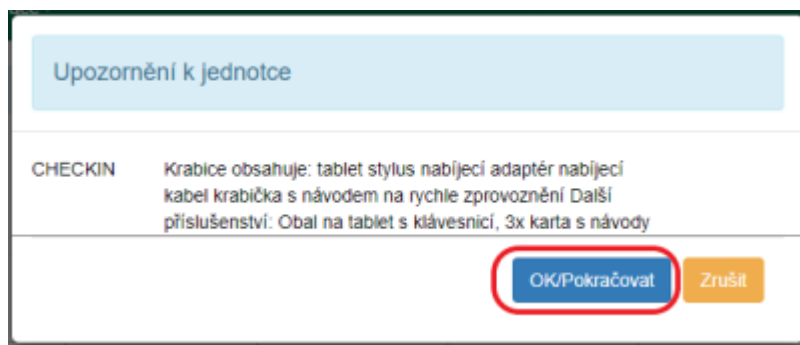 Upozornění k jednotce
CHECKIN Krabice obsahuje: tablet stylus nabíjecí adaptér nabíjecí
kabel krabička s návodem na rychle zprovoznění Další
příslušenství: Obal na tablet s klávesnicí, 3x karta s návody
OK/Pokračovat Zrušit